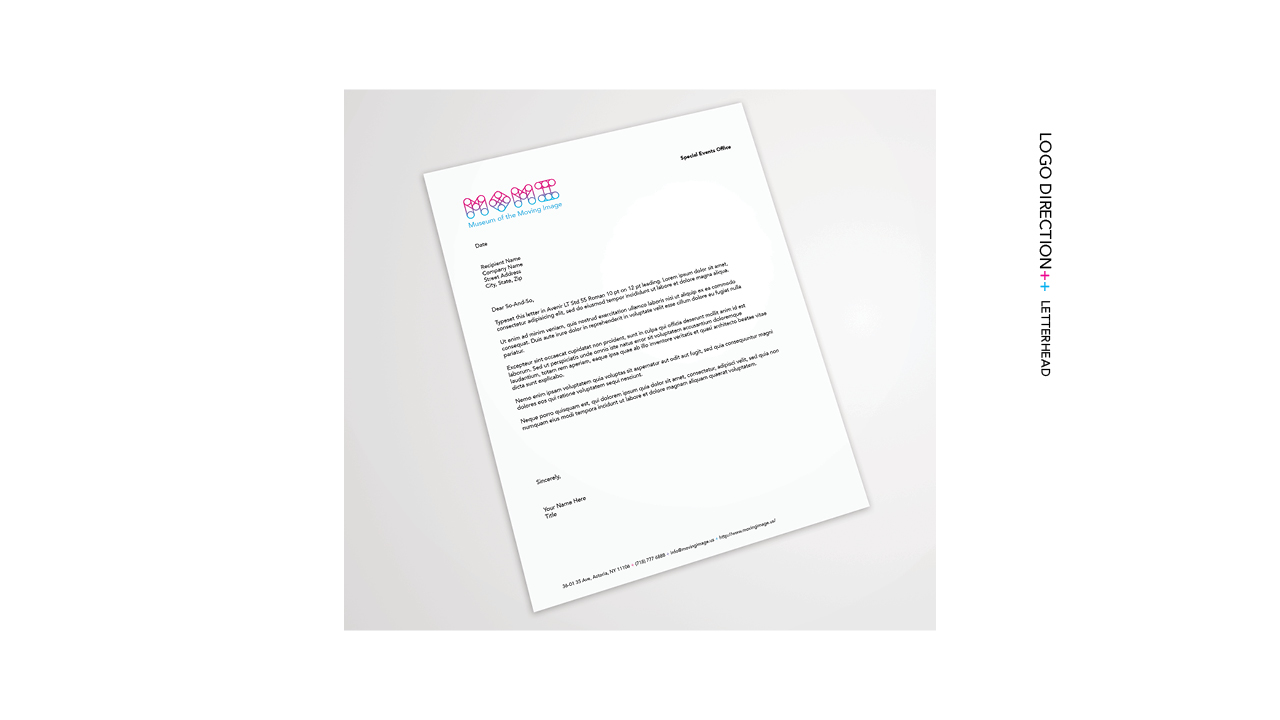 Special Events Office
MOMI
Museum of the Moving Image
Date
Recipient Name
Company Name
Street Address
City, State, Zip
Dear So-And-So,
Typeset this letter in Avenir LT Std 55 Roman 10 pt on 12 pt leading. Lorem ipsum dolor sit amet,
consectetur adipisicing elit, sed do eiusmod tempor incididunt ut labore et dolore magna aliqua.
Ut enim ad minim veniam, quis nostrud exercitation ullamco laboris nisi ut aliquip ex ea commodo
consequat. Duis aute irure dolor in reprehenderit in voluptate velit esse cillum dolore eu fugiat nulla
pariatur.
Excepteur sint occaecat cupidatat non proident, sunt in culpa qui officia deserunt mollit anim id est
laborum. Sed ut perspiciatis unde omnis iste natus error sit voluptatem accusantium doloremque
laudantium, totam rem aperiam, eaque ipsa quae ab illo inventore veritatis et quasi architecto beatae vitae
dicta sunt explicabo.
Nemo enim ipsam voluptatem quia voluptas sit aspernatur aut odit aut fugit, sed quia consequuntur magni
dolores eos qui ratione voluptatem sequi nesciunt.
Neque porro quisquam est, qui dolorem ipsum quia dolor sit amet, consectetur, adipisci velit, sed quia non
numquam eius modi tempora incidunt ut labore et dolore magnam aliquam quaerat voluptatem.
Sincerely,
Your Name Here
Title
36-01 35 Ave, Astoria, NY 11106 • (718) 777 6888 • info@movingimage.us • http://www.movingimage.us/
LOGO DIRECTION++ LETTERHEAD